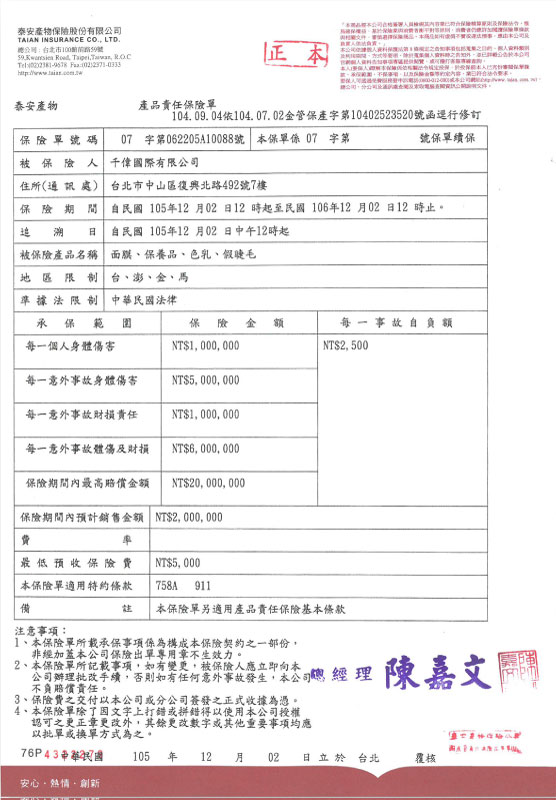 泰安產物保險股份有限公司
TAIAN INSURANCE CO., LTD.
總公司：台北市100館前路59號
59,Kwantsien Road, Taipei,Taiwan, R.O.C
Tel:(02)2381-9678 Fax:(02)2371-0333
http://www.taian.com.tw
正本
泰安產物 產品責任保險單
104.09.04依104.07.02金管保產字第10402523520號函逕行修訂
保險單號碼 07 字第062205A10088號 本保單係 07 字第 號保單續保
被保險人 千偉國際有限公司
住所(通訊處) 台北市中山區復興北路492號7樓
保險期間 自民國 105年12 月02 日12 時起至民國 106年12 月02 日12 時止。
追溯日 自民國 105年12 月02 日中午12時起
被保險產品名稱 面膜、保養品、色乳、假睫毛
地區限制 台、澎、金、馬
準據法限制 中華民國法律
承保範圍 保險金額 每一事故自負額
每一個人身體傷害 NT$1,000,000 NT$2,500
每一意外事故身體傷害 NT$5,000,000
每一意外事故財損責任 NT$1,000,000
每一意外事故體傷及財損 NT$6,000,000
保險期間內最高賠償金額 NT$20,000,000
保險期間內預計銷售金額 NT$2,000,000
費率
最低預收保險費 NT$5,000
本保險單適用特約條款 758A 911
備註 本保險單另適用產品責任保險基本條款
注意事項：
1、本保險單所載承保事項係為構成本保險契約之一部份，
非經加蓋本公司保險出單專用章不生效力。
2、本保險單所記載事項，如有變更，被保險人應立即向本
公司辦理批改手續，否則如有任何意外事故發生，本公司
不負賠償責任。
3、保險費之交付以本公司或分公司簽發之正式收據為憑。
4、本保險單除了因文字上打錯或拼錯得以使用本公司授權
認可之更正章更改外，其餘更改數字或其他重要事項均應
以批單或換單方式為之。
總經理 陳嘉文
76P
中華民國 105 年 12 月 02 日立於 台北 覆核
安心·熱情·創新